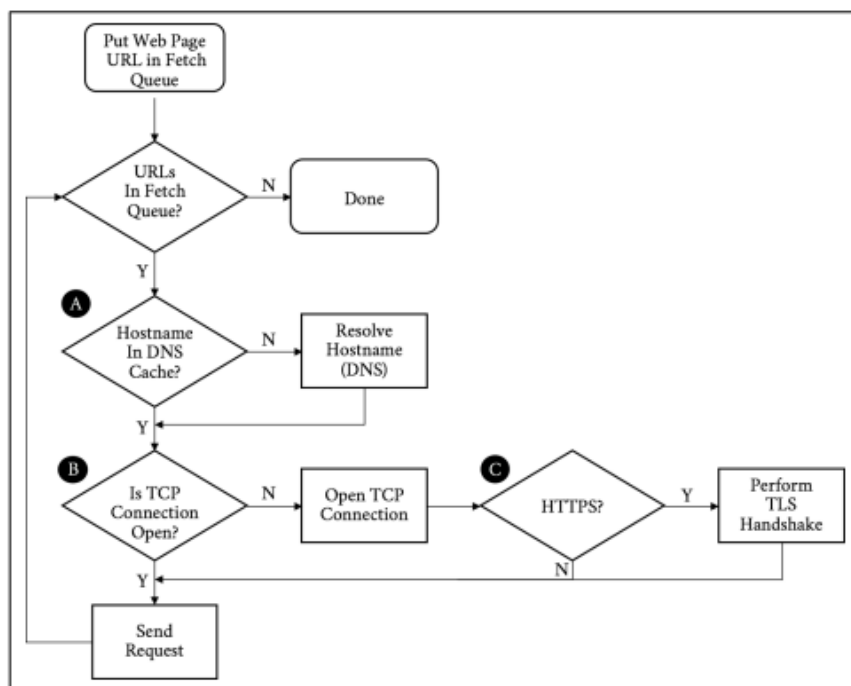 Put Web Page
URL in Fetch
Queue
URLs
In Fetch
Queue?
N
Done
Y
A
Hostname
In DNS
Cache?
N
Resolve
Hostname
(DNS)
Y
B
Is TCP
Connection
Open?
N
Open TCP
Connection
C
HTTPS?
Y
Perform
TLS
Handshake
N
Y
Send
Request